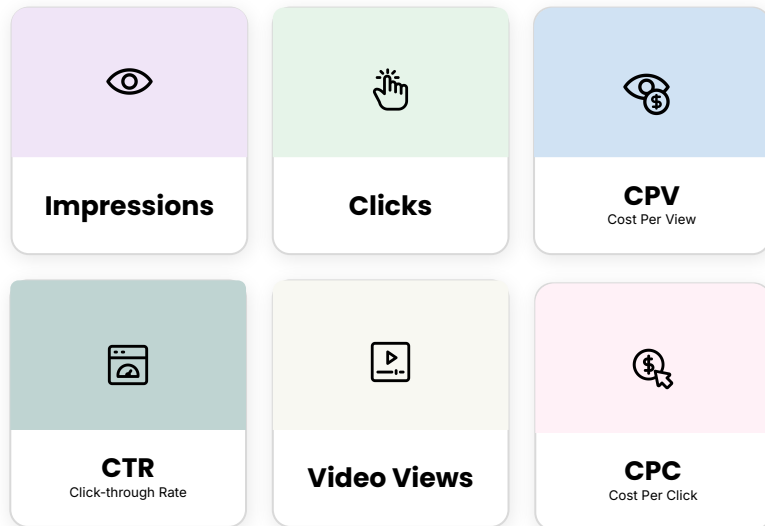 Impressions
Clicks
CPV
Cost Per View
CTR
Click-through Rate
Video Views
CPC
Cost Per Click